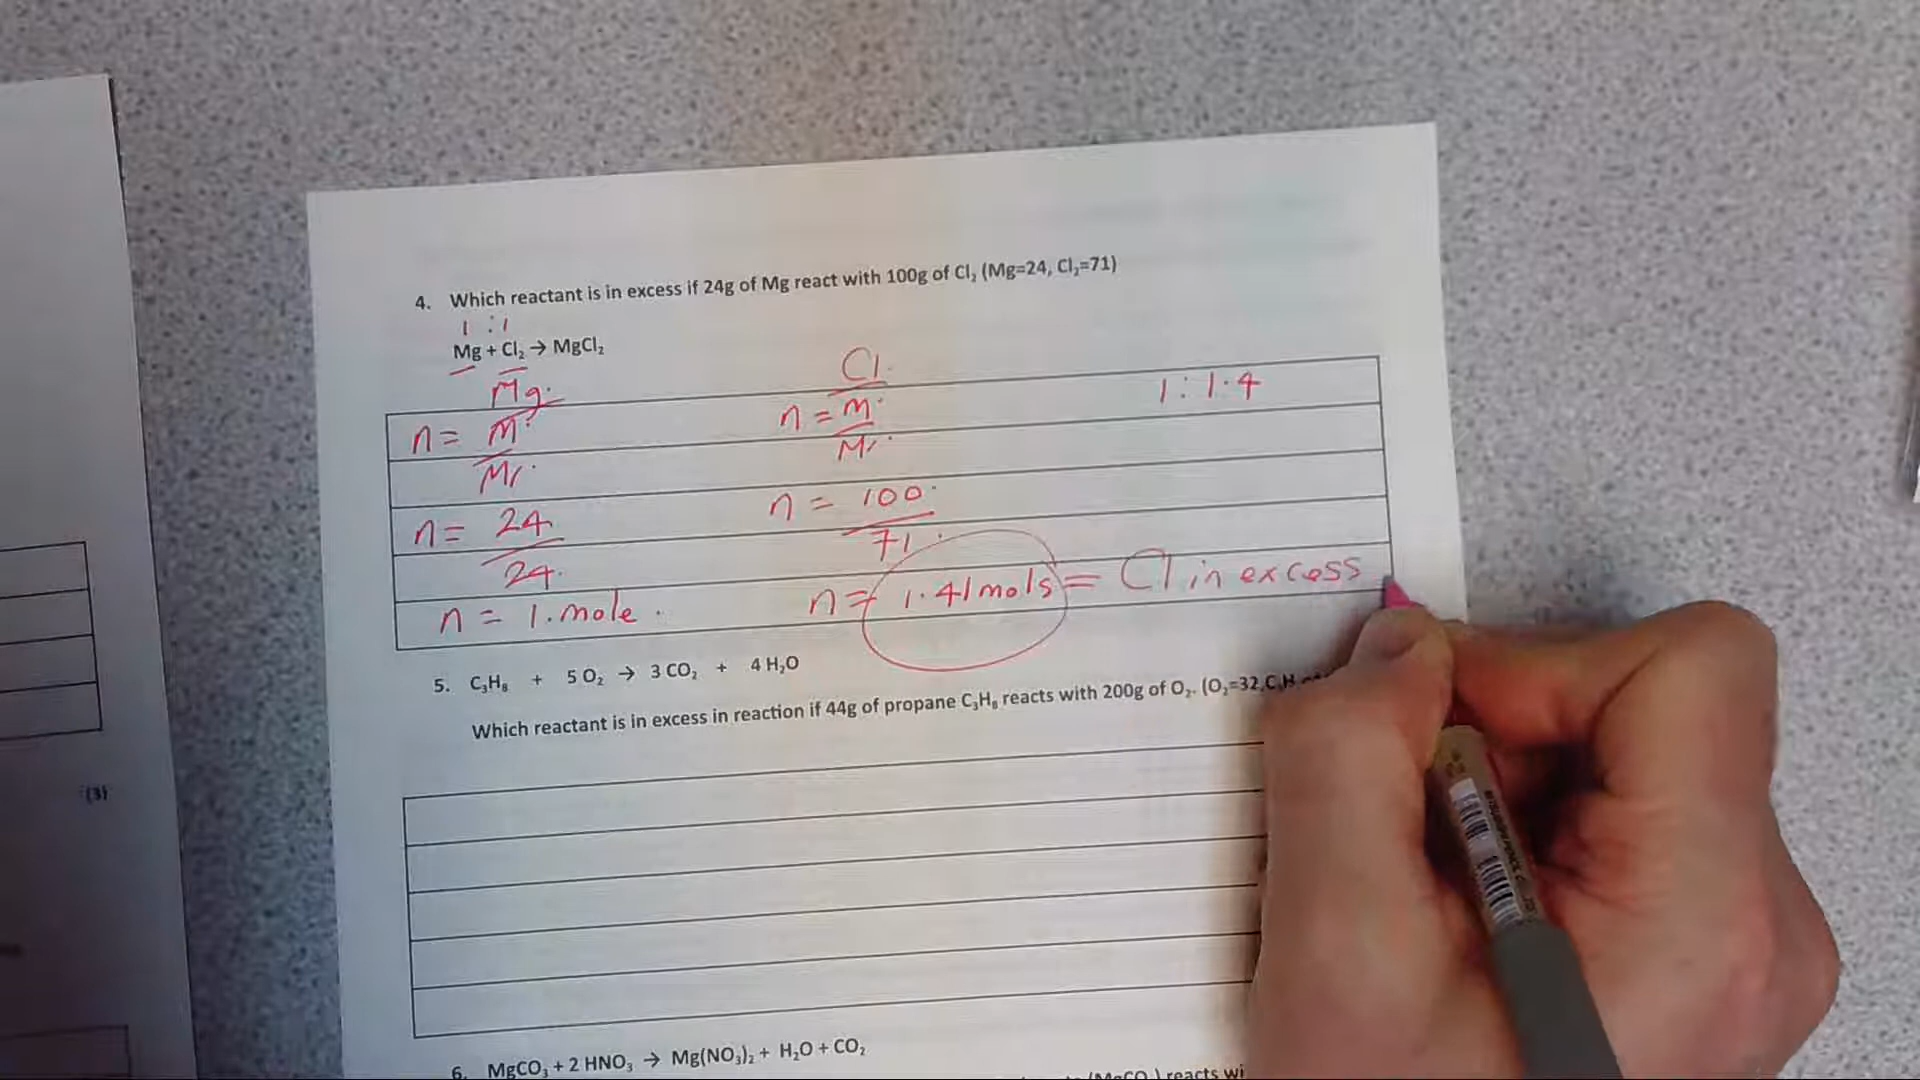 4. Which reactant is in excess if 24g of Mg react with 100g of Cl₂ (Mg=24, Cl₂=71)
1 : 1
Mg + Cl₂ → MgCl₂
Mg. Cl.
n = m n = m 1 : 1.4
Mr Mr
n = 24 n = 100
24. 71.
n = 1.mole. n = 1.41mols = Cl in excess
5. C₃H₈ + 5 O₂ → 3 CO₂ + 4 H₂O
Which reactant is in excess in reaction if 44g of propane C₃H₈ reacts with 200g of O₂. (O₂=32,
(3)
6. MgCO₃ + 2 HNO₃ → Mg(NO₃)₂ + H₂O + CO₂
(MgCO₃) reacts wi